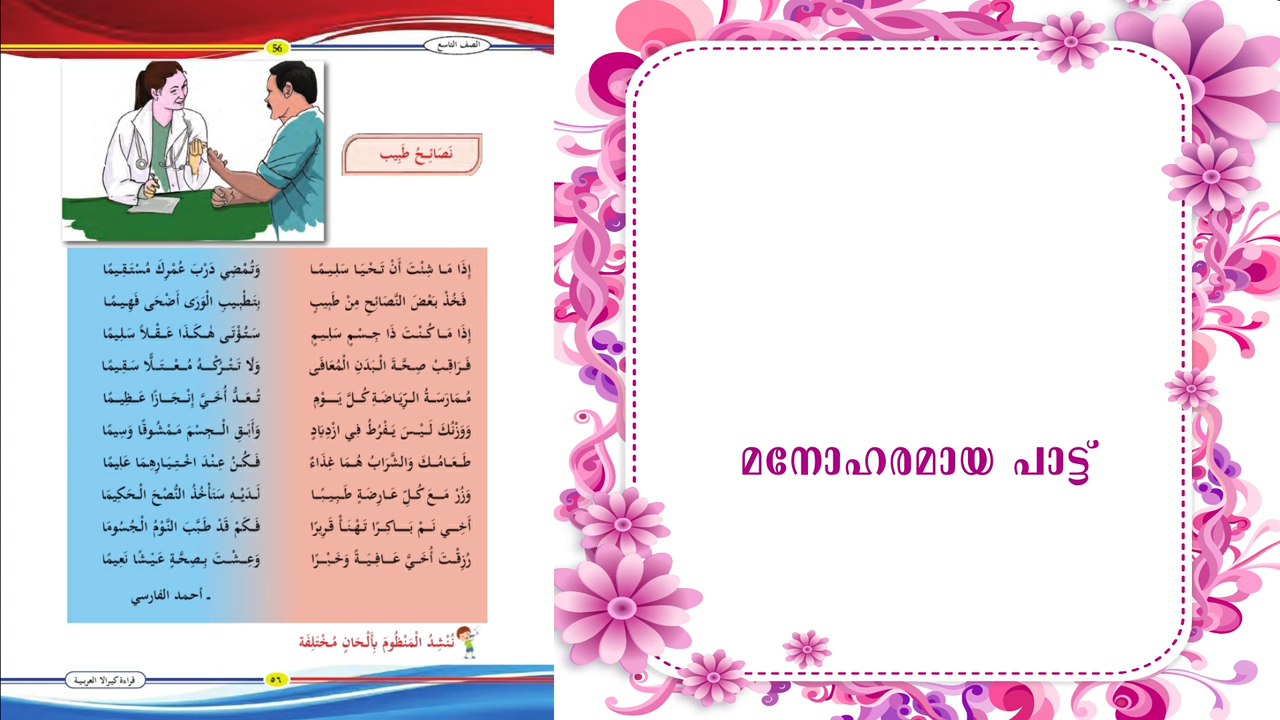 56
الصف التاسع
نَصَائِحُ طَبِيب
إِذَا مَا شِئْتَ أَنْ تَحْيَا سَلِيمًا وَتُمْضِي دَرْبَ عُمْرِكَ مُسْتَقِيمًا
فَخُذْ بَعْضَ النَّصَائِحِ مِنْ طَبِيبٍ بِتَطْبِيبِ الْوَرَى أَضْحَى فَهِيمًا
إِذَا مَا كُنْتَ ذَا جِسْمٍ سَلِيمٍ سَتُؤْتَى هٰكَذَا عَقْلاً سَلِيمًا
فَرَاقِبْ صِحَّةَ الْبَدَنِ الْمُعَافَى وَلَا تَتْرُكْهُ مُعْتَلًّا سَقِيمًا
مُمَارَسَةُ الرِّيَاضَةِ كُلَّ يَوْمٍ تُعَدُّ أُخَيَّ إِنْجَازًا عَظِيمًا
وَوَزْنُكَ لَيْسَ يَفْرُطُ فِي ازْدِيَادٍ وَأَبَقِ الْجِسْمَ مَمْشُوقًا وَسِيمًا
طَعَامُكَ وَالشَّرَابُ هُمَا غِذَاءٌ فَكُنْ عِنْدَ اخْتِيَارِهِمَا عَلِيمًا
وَزُرْ مَعَ كُلِّ عَارِضَةٍ طَبِيبًا لَدَيْهِ سَتَأْخُذُ النُّصْحَ الْحَكِيمَا
أَخِي نَمْ بَاكِرًا تَهْنَأْ قَرِيرًا فَكَمْ قَدْ طَبَّبَ النَّوْمُ الْجُسُومَا
رُزِقْتَ أُخَيَّ عَافِيَةً وَخَيْرًا وَعِشْتَ بِصِحَّةٍ عَيْشًا نَعِيمًا
ـ أحمد الفارسي
نُنْشِدُ الْمَنْظُومَ بِأَلْحَانٍ مُخْتَلِفَة
٥٦
قراءة كيرالا العربية
മനോഹരമായ പാട്ട്